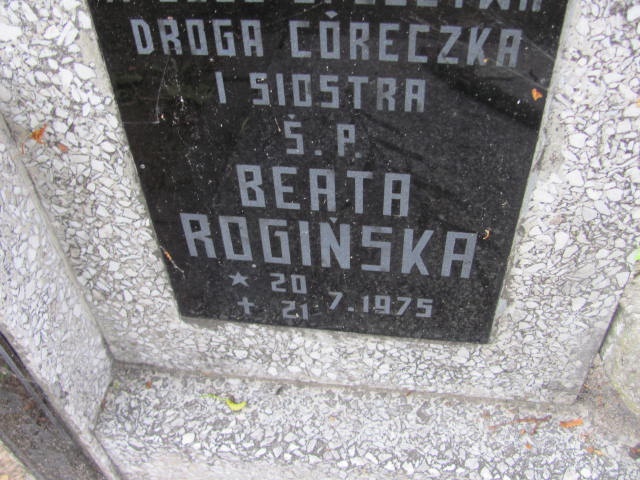 DROGA CÓRECZKA
I SIOSTRA
Ś. P.
BEATA
ROGIŃSKA
★ 20
+ 21 7.1975